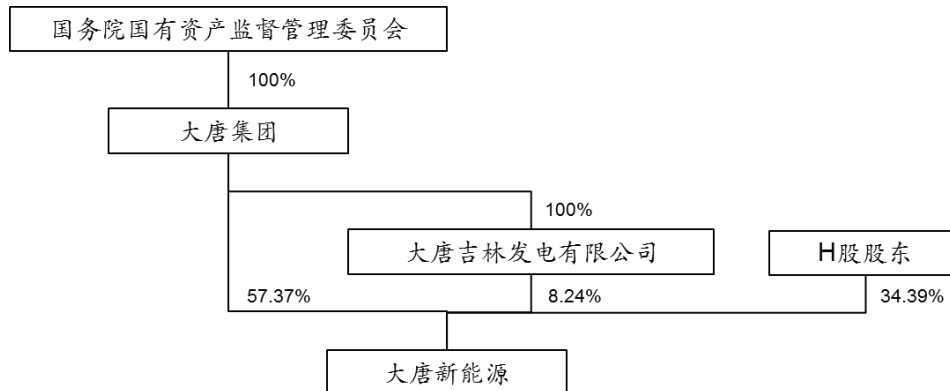 国务院国有资产监督管理委员会
100%
大唐集团
100%
大唐吉林发电有限公司
H股股东
57.37%
8.24%
34.39%
大唐新能源